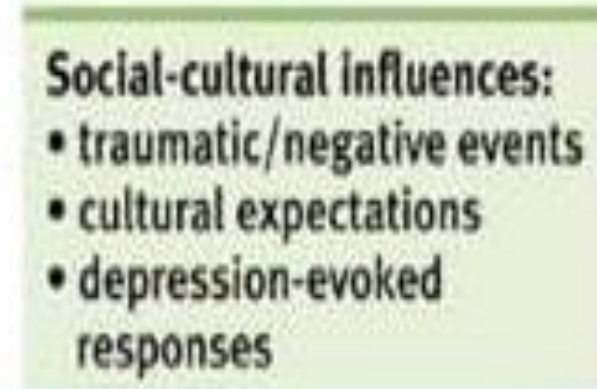 Social-cultural influences:
• traumatic/negative events
• cultural expectations
• depression-evoked
responses